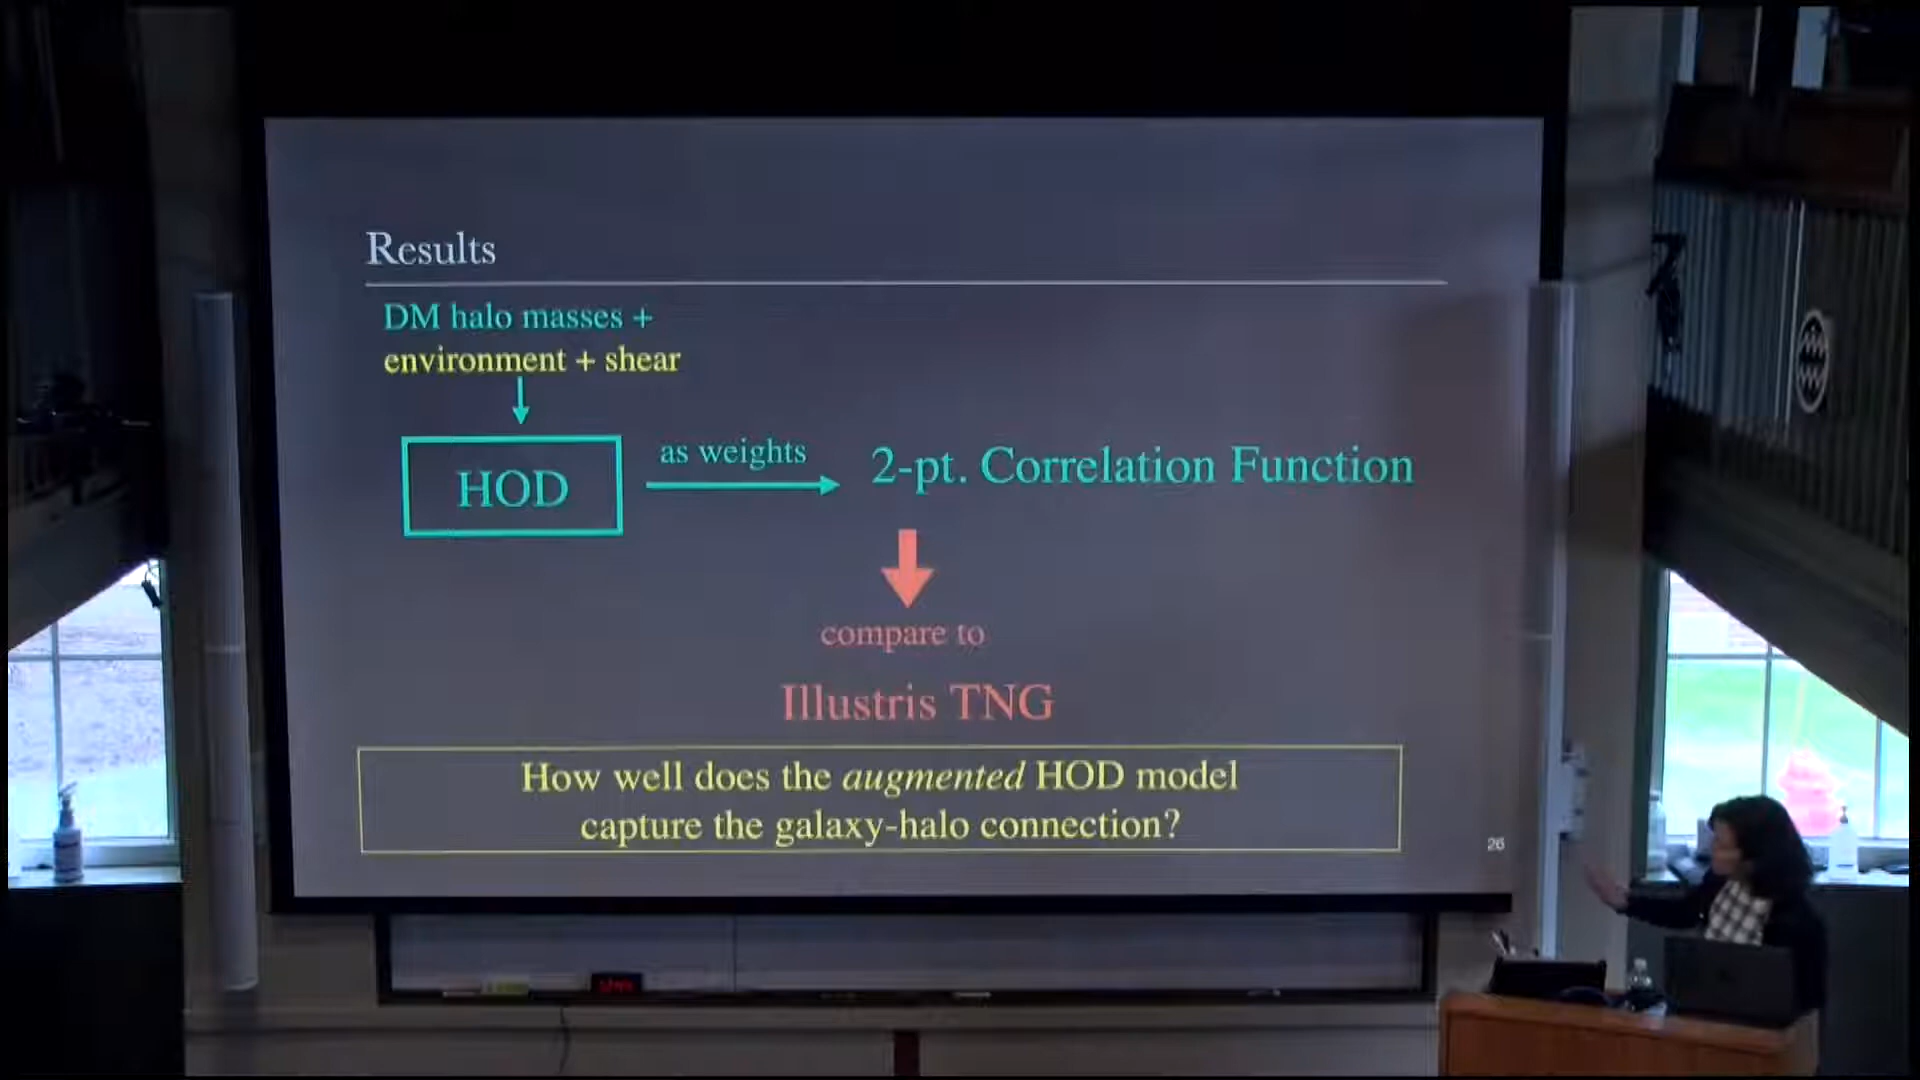 Results
DM halo masses +
environment + shear
HOD
as weights
2-pt. Correlation Function
compare to
Illustris TNG
How well does the augmented HOD model
capture the galaxy-halo connection?
26